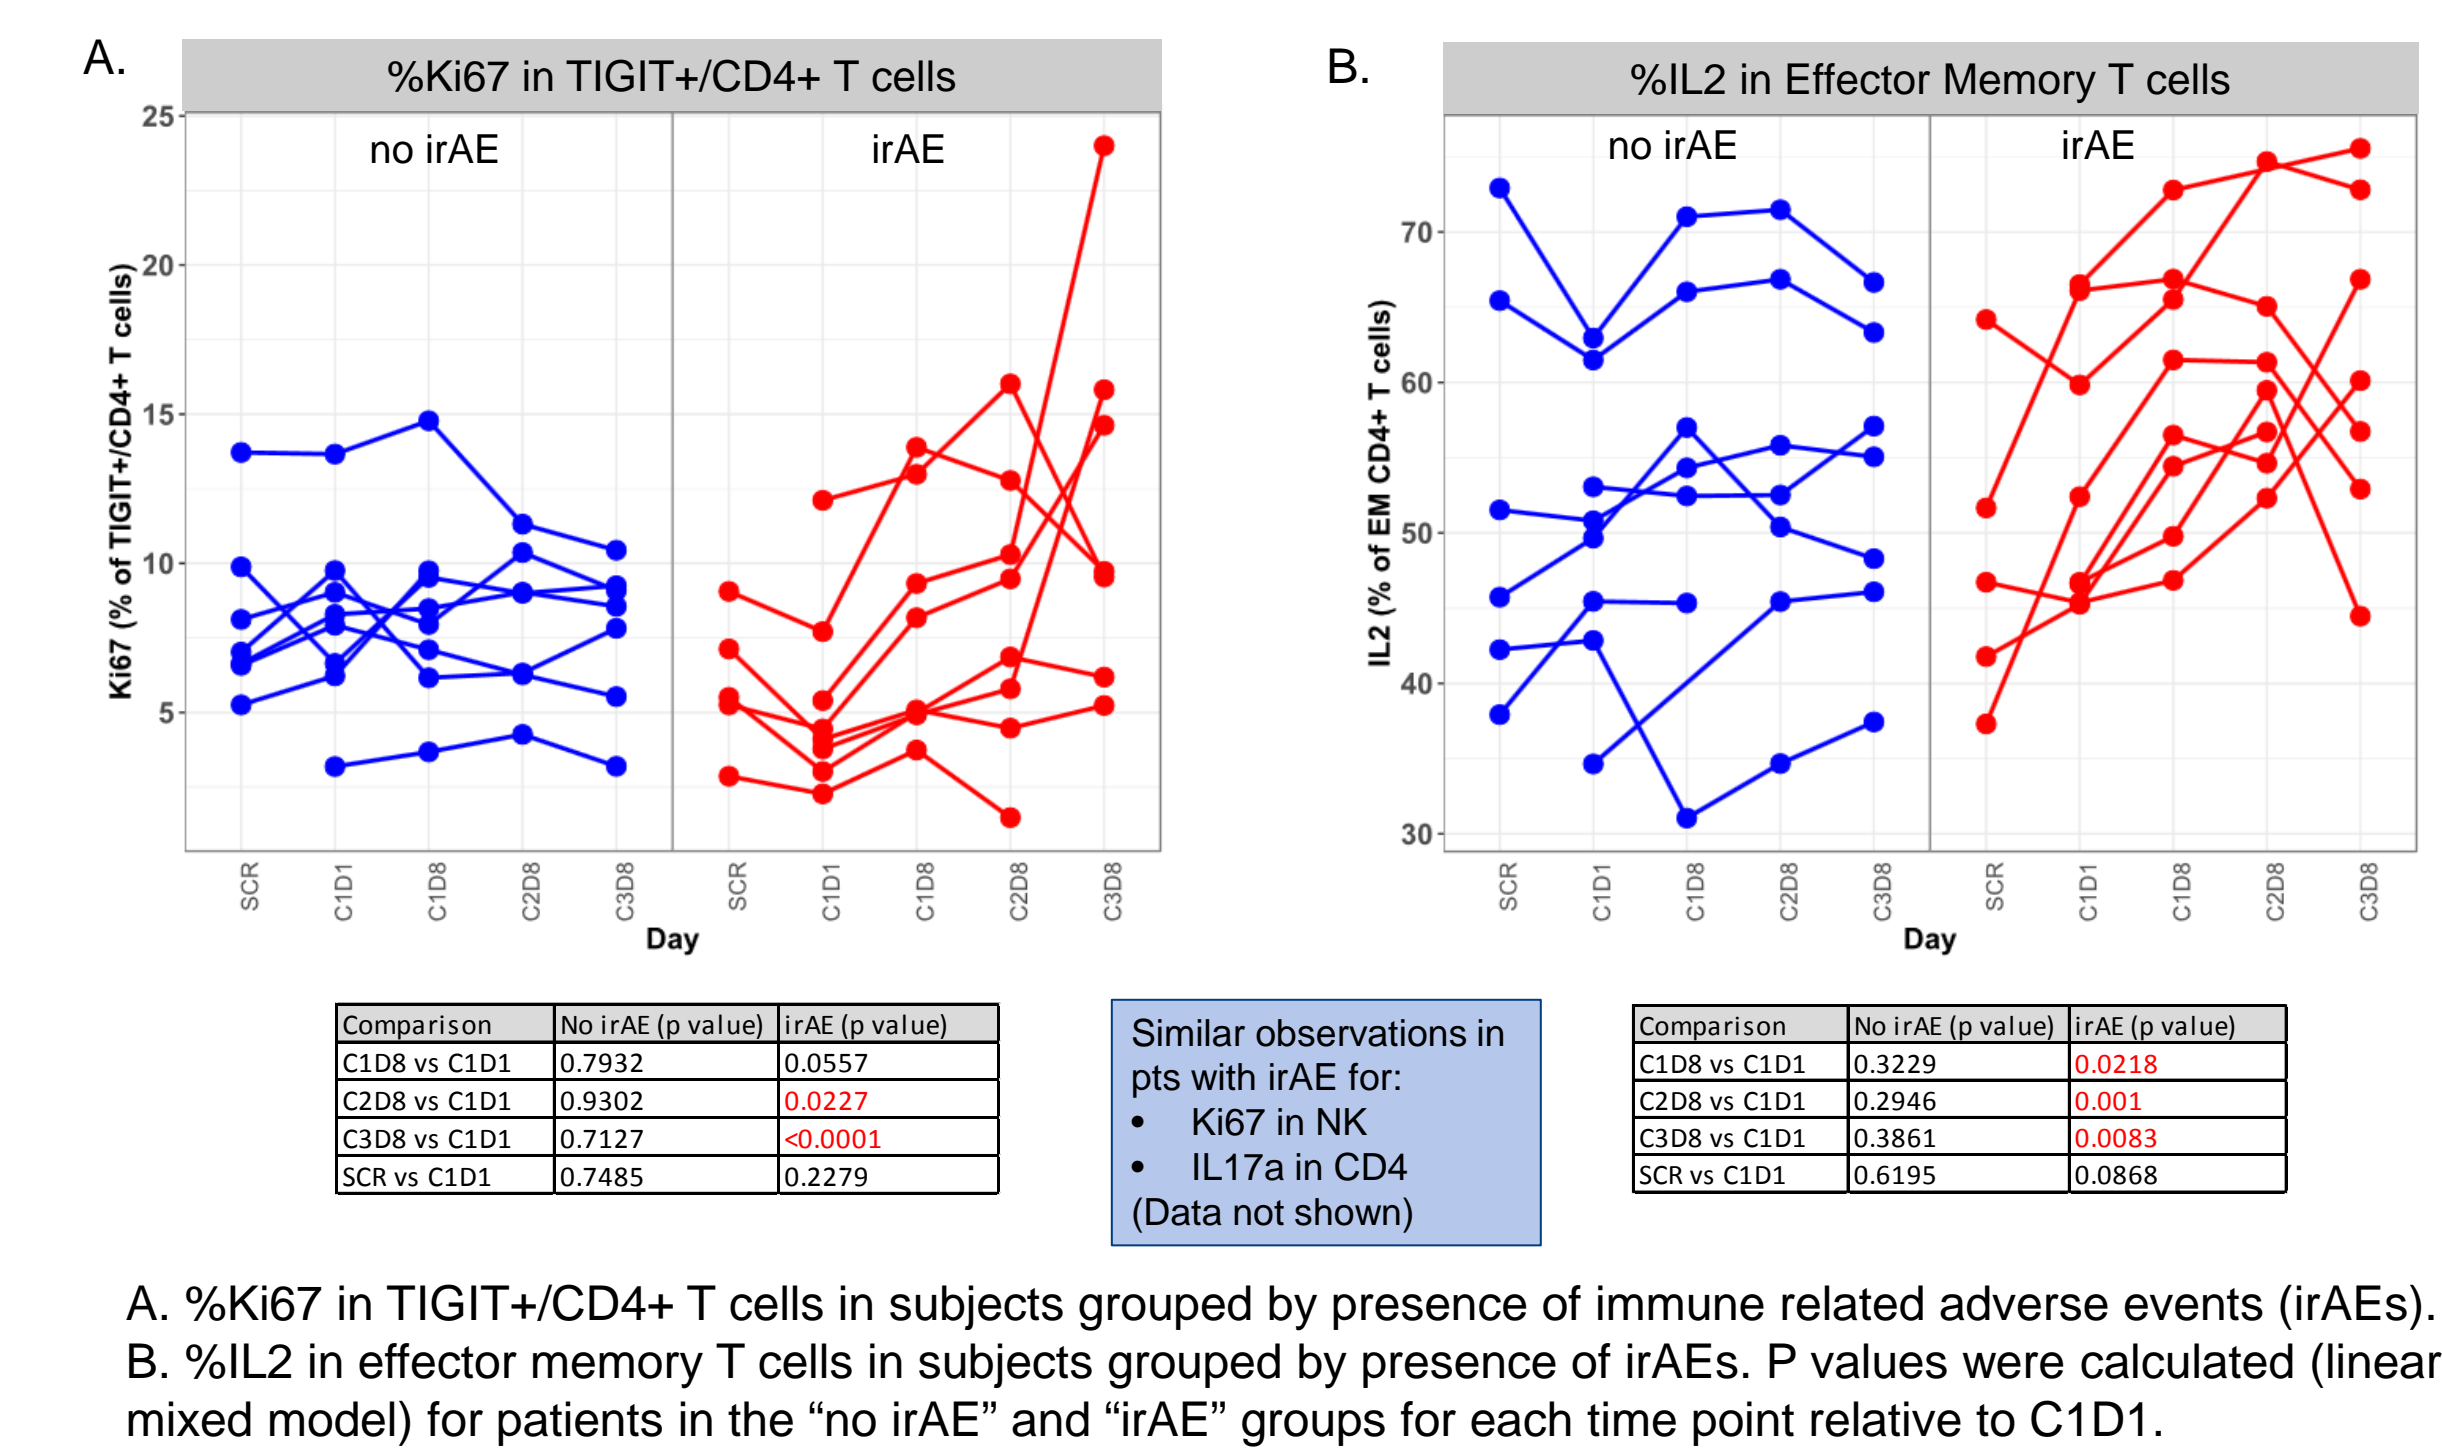 A.
%Ki67 in TIGIT+/CD4+ T cells
no irAE
irAE
Ki67 (% of TIGIT+/CD4+ T cells)
25
20
15
10
5
SCR
C1D1
C1D8
C2D8
C3D8
SCR
C1D1
C1D8
C2D8
C3D8
Day
B.
%IL2 in Effector Memory T cells
no irAE
irAE
IL2 (% of EM CD4+ T cells)
70
60
50
40
30
SCR
C1D1
C1D8
C2D8
C3D8
SCR
C1D1
C1D8
C2D8
C3D8
Day
Comparison No irAE (p value) irAE (p value)
C1D8 vs C1D1 0.7932 0.0557
C2D8 vs C1D1 0.9302 0.0227
C3D8 vs C1D1 0.7127 <0.0001
SCR vs C1D1 0.7485 0.2279
Similar observations in
pts with irAE for:
• Ki67 in NK
• IL17a in CD4
(Data not shown)
Comparison No irAE (p value) irAE (p value)
C1D8 vs C1D1 0.3229 0.0218
C2D8 vs C1D1 0.2946 0.001
C3D8 vs C1D1 0.3861 0.0083
SCR vs C1D1 0.6195 0.0868
A. %Ki67 in TIGIT+/CD4+ T cells in subjects grouped by presence of immune related adverse events (irAEs).
B. %IL2 in effector memory T cells in subjects grouped by presence of irAEs. P values were calculated (linear
mixed model) for patients in the “no irAE” and “irAE” groups for each time point relative to C1D1.